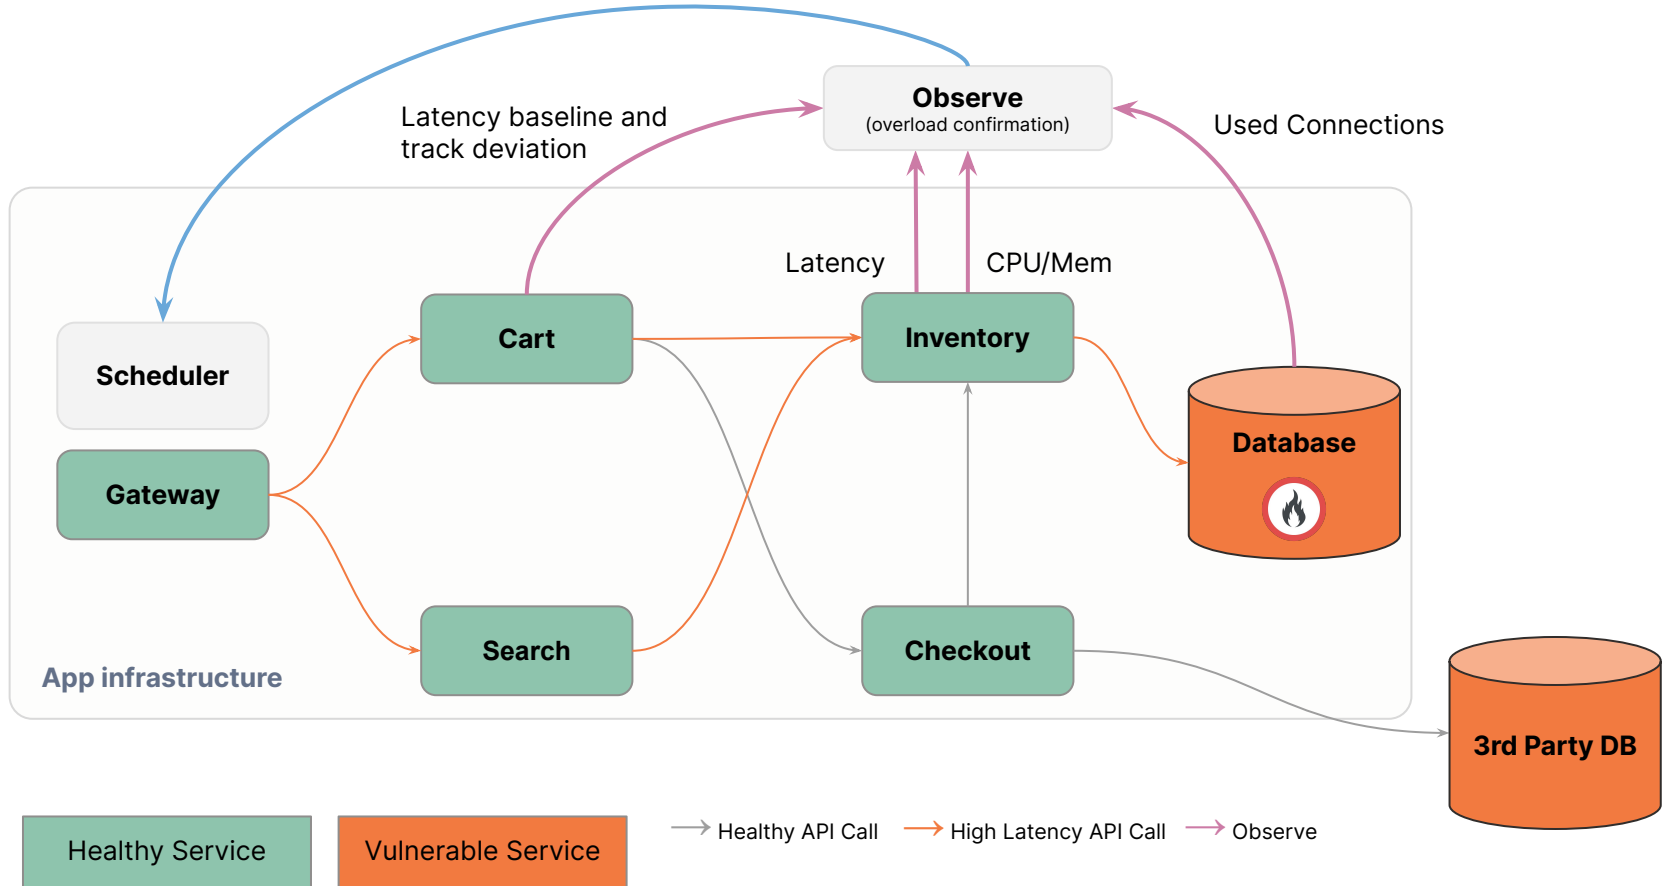 Observe
(overload confirmation)
Latency baseline and
track deviation
Used Connections
Latency
CPU/Mem
Scheduler
Cart
Inventory
Database
Gateway
Search
Checkout
App infrastructure
3rd Party DB
Healthy Service
Vulnerable Service
Healthy API Call
High Latency API Call
Observe